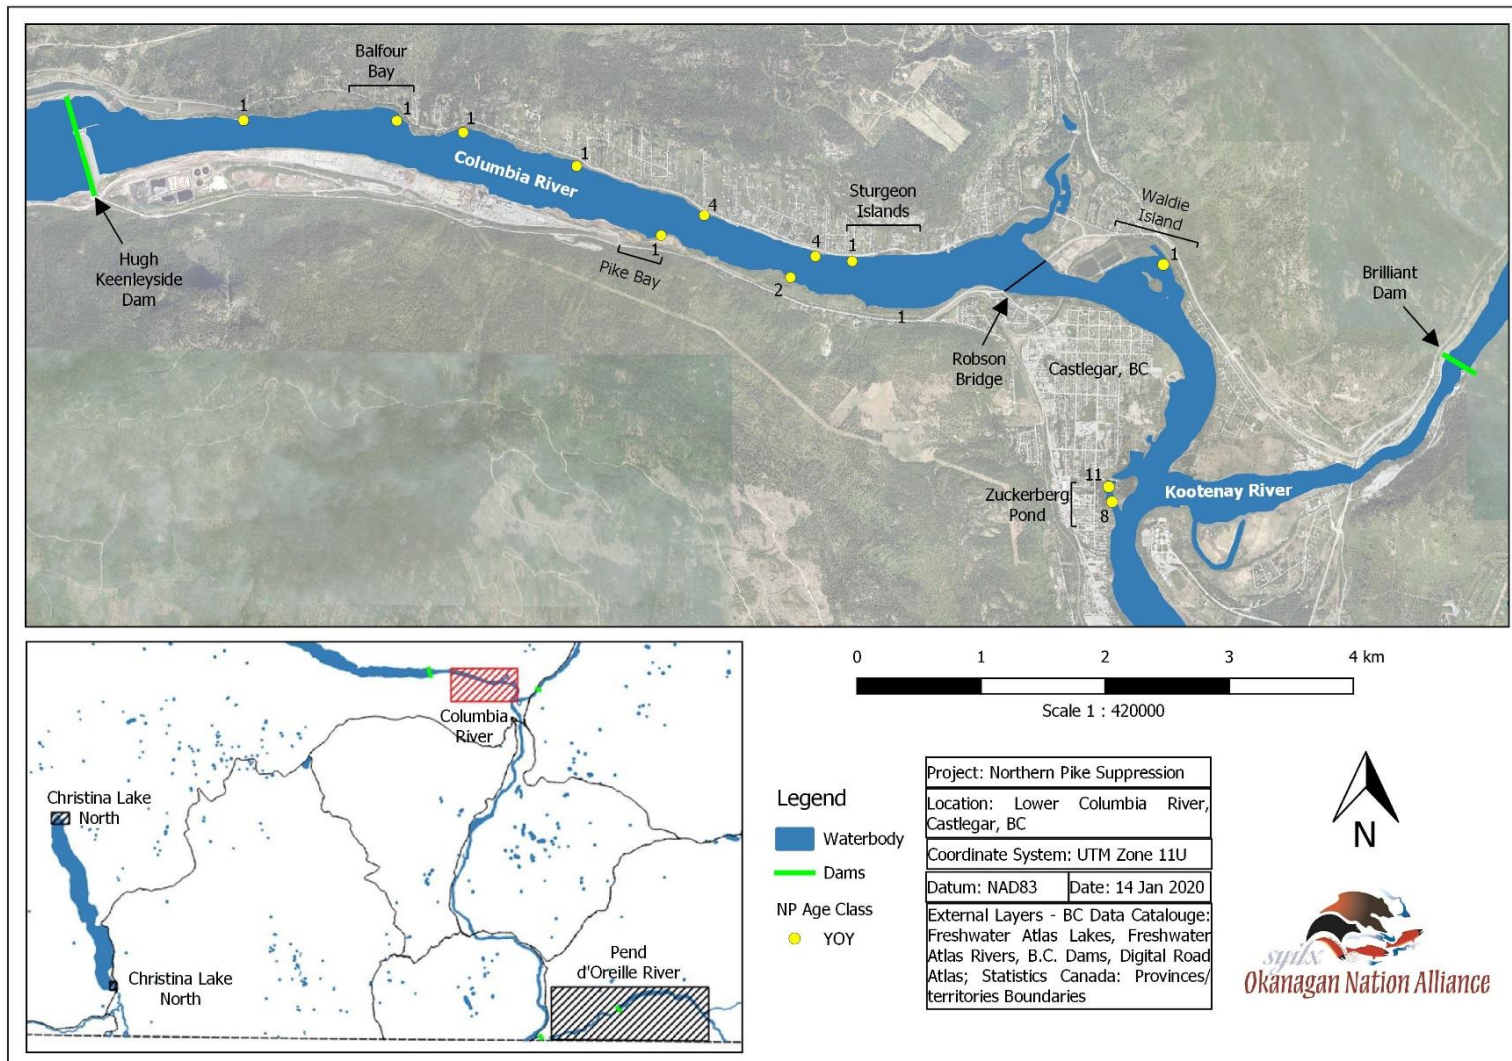 Balfour
Bay
1
1
1
1
Columbia River
4
Sturgeon
Islands
4
1
Waldie
Island
1
Hugh
Keenleyside
Dam
1
Pike Bay
2
1
Brilliant
Dam
Robson
Bridge
Castlegar, BC
11
Zuckerberg
Pond
8
Kootenay River
0 1 2 3 4 km
Scale 1 : 420000
Columbia
River
Christina Lake
North
Christina Lake
North
Pend
d'Oreille River
Legend
Waterbody
Dams
NP Age Class
YOY
Project: Northern Pike Suppression
Location: Lower Columbia River,
Castlegar, BC
Coordinate System: UTM Zone 11U
Datum: NAD83 Date: 14 Jan 2020
External Layers - BC Data Catalouge:
Freshwater Atlas Lakes, Freshwater
Atlas Rivers, B.C. Dams, Digital Road
Atlas; Statistics Canada: Provinces/
territories Boundaries
N
syilx
Okanagan Nation Alliance